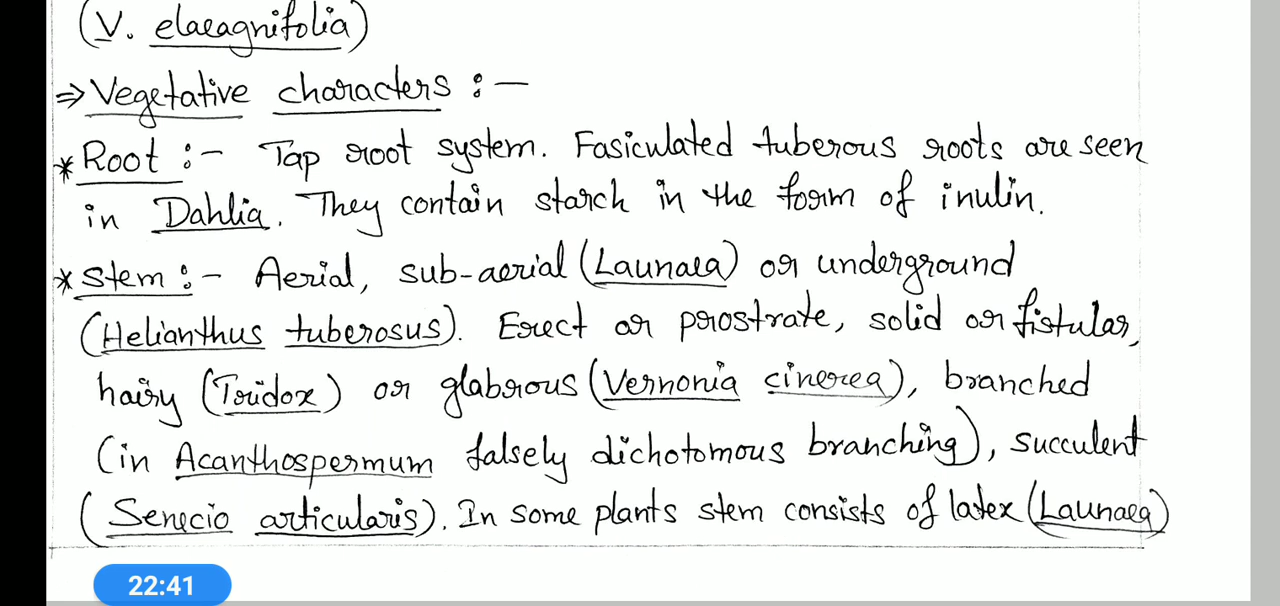 (V. elaeagnifolia)
⇒ Vegetative characters :-
* Root :- Tap root system. Fasiculated tuberous roots are seen
in Dahlia. They contain starch in the form of inulin.
* Stem :- Aerial, sub-aerial (Launaea) or underground
(Helianthus tuberosus). Erect or prostrate, solid or fistular,
hairy (Tridox) or glabrous (Vernonia cinerea), branched
(in Acanthospermum falsely dichotomous branching), succulent
(Senecio articularis). In some plants stem consists of latex (Launaea)
22:41